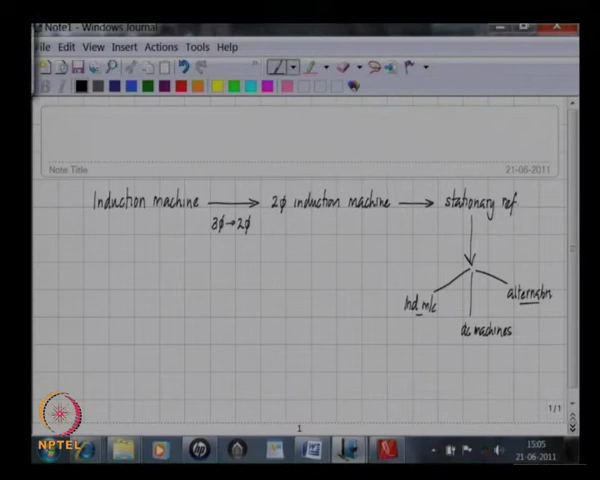 Note1 - Windows Journal
File Edit View Insert Actions Tools Help
Note Title
21-06-2011
Induction machine → 2φ induction machine → stationary ref.
3φ→2φ
Ind m/c
dc machines
alternators
1/1
1
NPTEL
15:05
21-06-2011